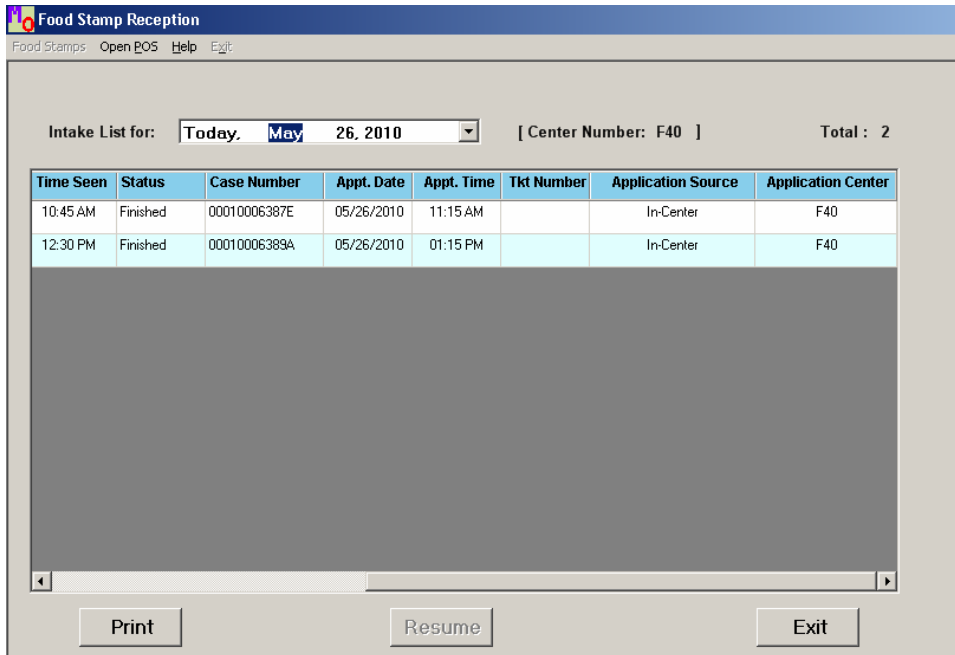 Food Stamp Reception
Food Stamps Open POS Help Exit
Intake List for: Today, May 26, 2010 [ Center Number: F40 ] Total : 2
Time Seen Status Case Number Appt. Date Appt. Time Tkt Number Application Source Application Center
10:45 AM Finished 00010006387E 05/26/2010 11:15 AM In-Center F40
12:30 PM Finished 00010006389A 05/26/2010 01:15 PM In-Center F40
Print Resume Exit